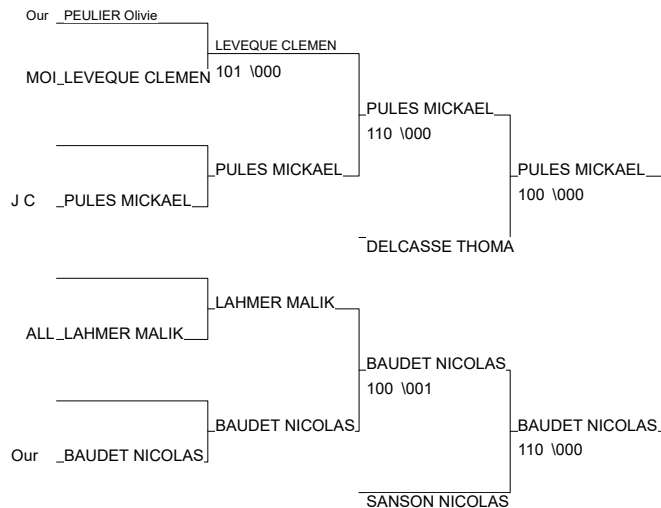 Our PEULIER Olivie
LEVEQUE CLEMEN
MOI LEVEQUE CLEMEN 101 \000
PULES MICKAEL
110 \000
PULES MICKAEL PULES MICKAEL
J C PULES MICKAEL 100 \000
DELCASSE THOMA
LAHMER MALIK
ALL LAHMER MALIK
BAUDET NICOLAS
100 \001
BAUDET NICOLAS BAUDET NICOLAS
Our BAUDET NICOLAS 110 \000
SANSON NICOLAS